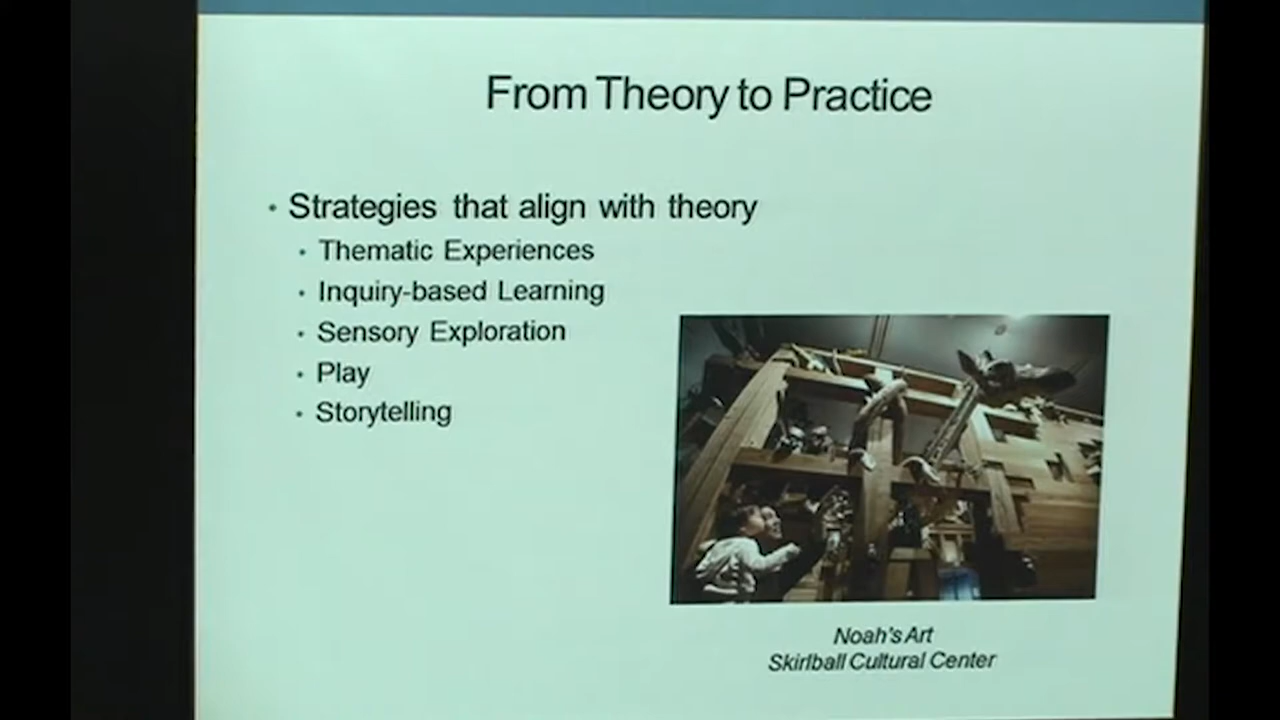 From Theory to Practice
• Strategies that align with theory
• Thematic Experiences
• Inquiry-based Learning
• Sensory Exploration
• Play
• Storytelling
Noah's Art
Skirlball Cultural Center